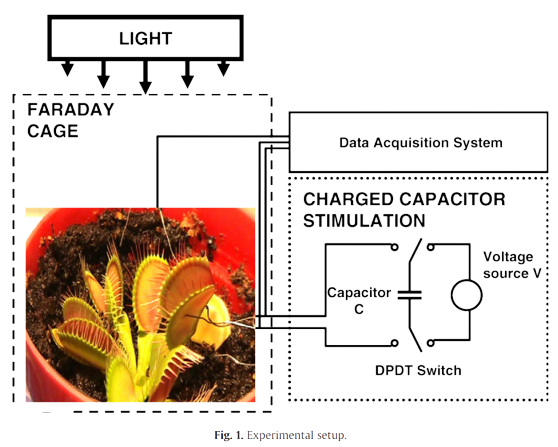 LIGHT
FARADAY
CAGE
Data Acquisition System
CHARGED CAPACITOR
STIMULATION
Voltage
source V
Capacitor
C
DPDT Switch
Fig. 1. Experimental setup.